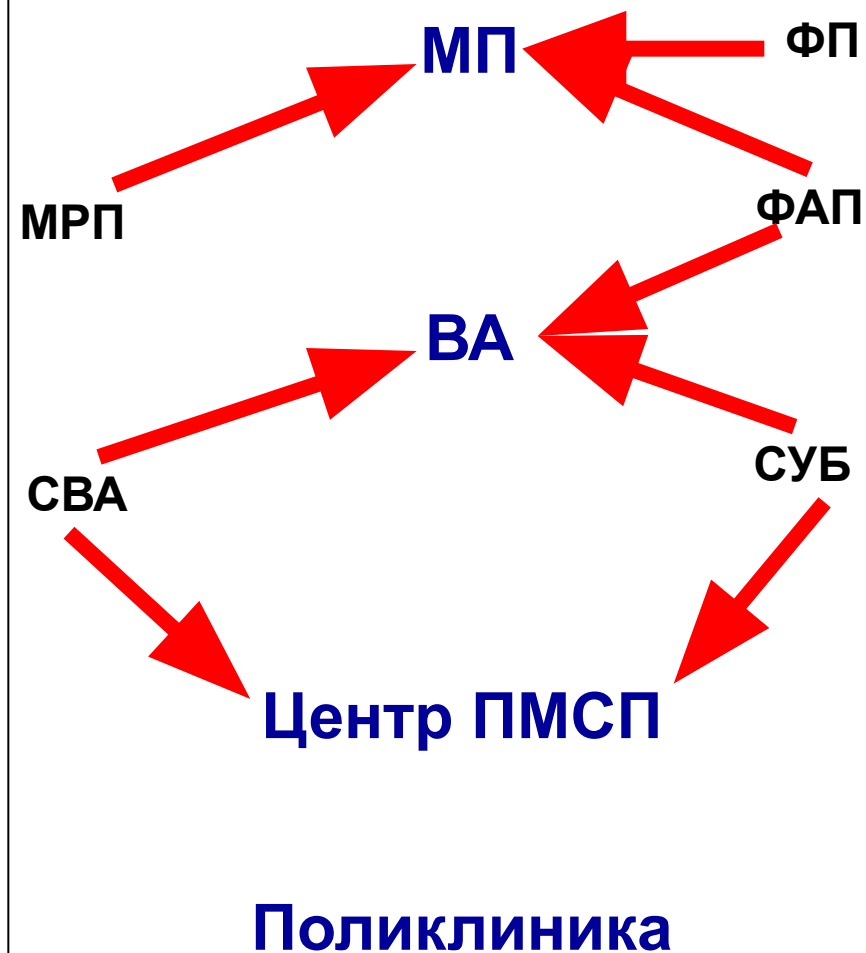 МП
ФП
МРП
ФАП
ВА
СВА
СУБ
Центр ПМСП
Поликлиника